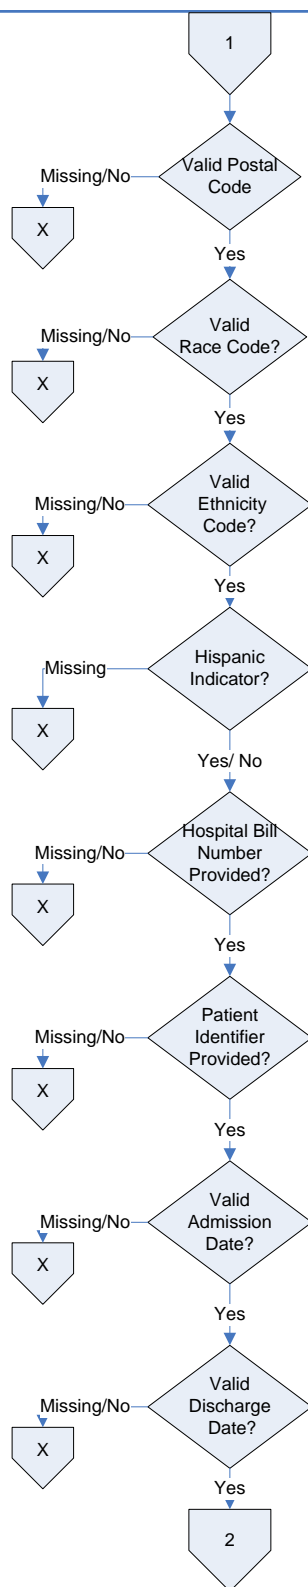 1
Valid Postal
Code
Missing/No
X
Yes
Valid
Race Code?
Missing/No
X
Yes
Valid
Ethnicity
Code?
Missing/No
X
Yes
Hispanic
Indicator?
Missing
X
Yes/ No
Hospital Bill
Number
Provided?
Missing/No
X
Yes
Patient
Identifier
Provided?
Missing/No
X
Yes
Valid
Admission
Date?
Missing/No
X
Yes
Valid
Discharge
Date?
Missing/No
X
Yes
2